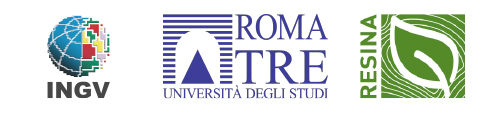 INGV
ROMA
TRE
UNIVERSITÀ DEGLI STUDI
RESINA